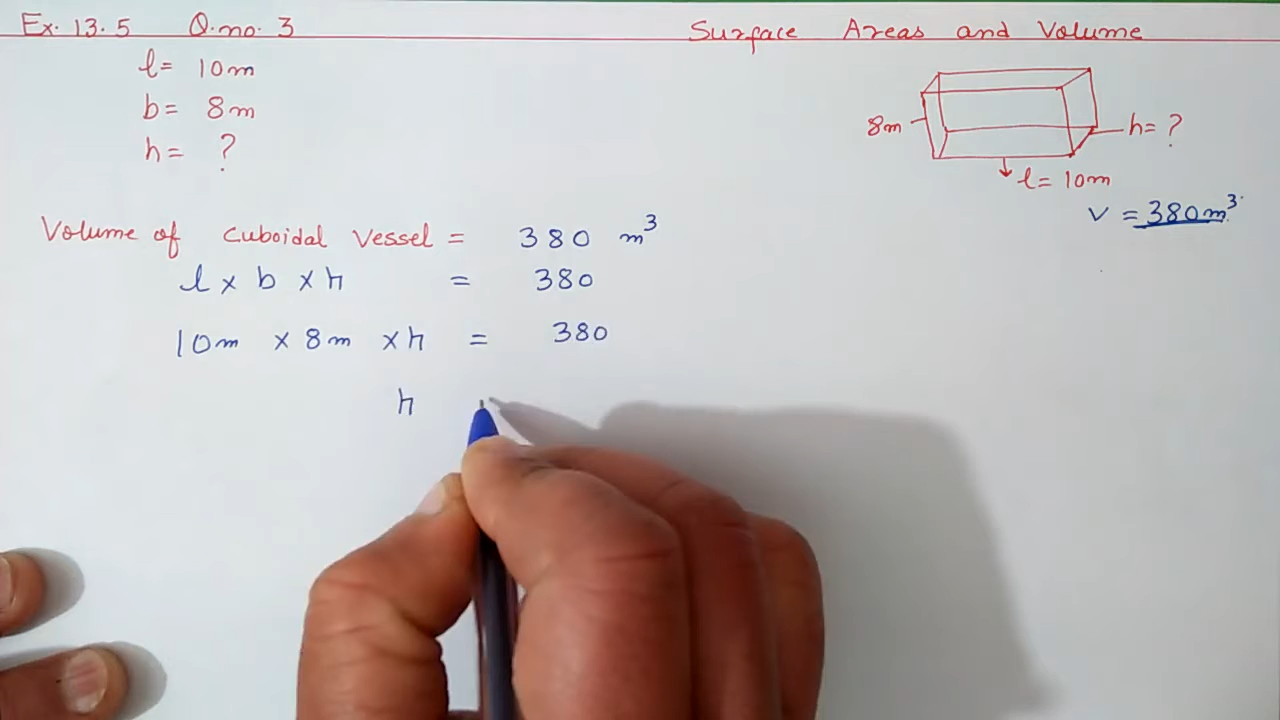 Ex. 13.5 Q.no. 3
Surface Areas and Volume
l = 10m
b = 8m
h = ?
8m
h = ?
l = 10m
V = 380m³
Volume of cuboidal Vessel = 380 m³
l × b × h = 380
10m × 8m × h = 380
h